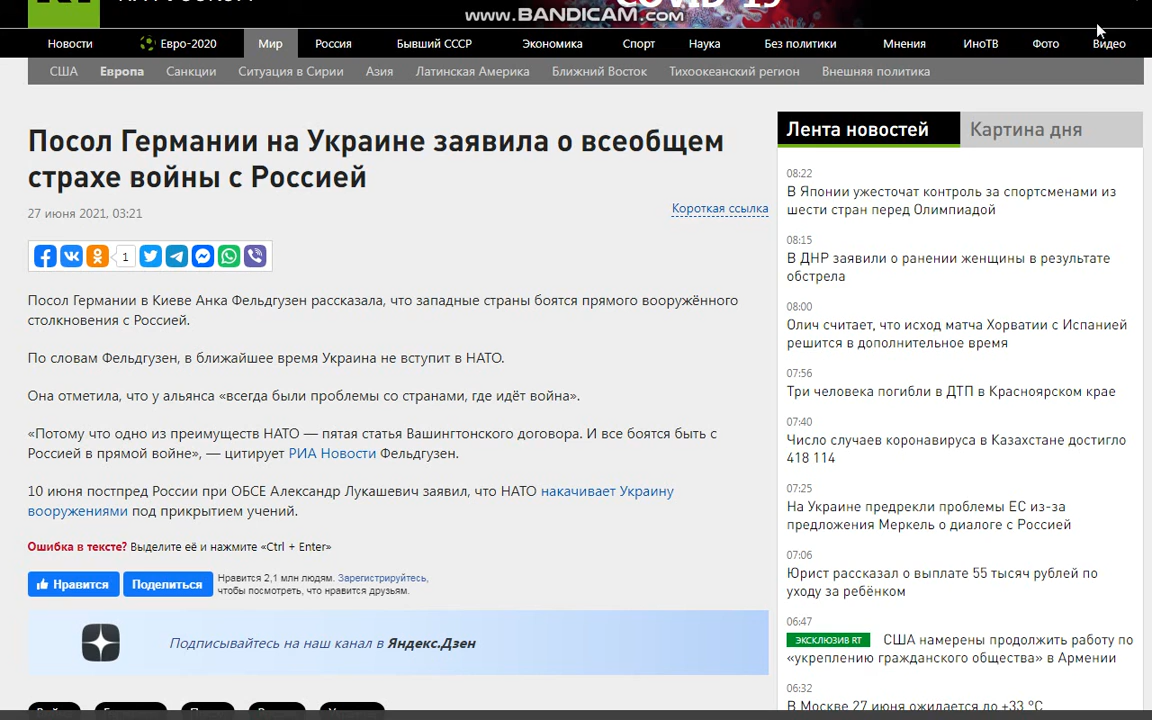 www.BANDICAM.com
Новости
Евро-2020
Мир
Россия
Бывший СССР
Экономика
Спорт
Наука
Без политики
Мнения
ИноТВ
Фото
Видео
США
Европа
Санкции
Ситуация в Сирии
Азия
Латинская Америка
Ближний Восток
Тихоокеанский регион
Внешняя политика
Посол Германии на Украине заявила о всеобщем
страхе войны с Россией
27 июня 2021, 03:21
Короткая ссылка
1
Посол Германии в Киеве Анка Фельдгузен рассказала, что западные страны боятся прямого вооружённого
столкновения с Россией.
По словам Фельдгузен, в ближайшее время Украина не вступит в НАТО.
Она отметила, что у альянса «всегда были проблемы со странами, где идёт война».
«Потому что одно из преимуществ НАТО — пятая статья Вашингтонского договора. И все боятся быть с
Россией в прямой войне», — цитирует РИА Новости Фельдгузен.
10 июня постпред России при ОБСЕ Александр Лукашевич заявил, что НАТО накачивает Украину
вооружениями под прикрытием учений.
Ошибка в тексте? Выделите её и нажмите «Ctrl + Enter»
Нравится
Поделиться
Нравится 2,1 млн людям. Зарегистрируйтесь,
чтобы посмотреть, что нравится друзьям.
Подписывайтесь на наш канал в Яндекс.Дзен
Лента новостей
Картина дня
08:22
В Японии ужесточат контроль за спортсменами из
шести стран перед Олимпиадой
08:15
В ДНР заявили о ранении женщины в результате
обстрела
08:00
Олич считает, что исход матча Хорватии с Испанией
решится в дополнительное время
07:56
Три человека погибли в ДТП в Красноярском крае
07:40
Число случаев коронавируса в Казахстане достигло
418 114
07:25
На Украине предрекли проблемы ЕС из-за
предложения Меркель о диалоге с Россией
07:06
Юрист рассказал о выплате 55 тысяч рублей по
уходу за ребёнком
06:47
ЭКСКЛЮЗИВ RT США намерены продолжить работу по
«укреплению гражданского общества» в Армении
06:32
В Москве 27 июня ожидается до +33 °C